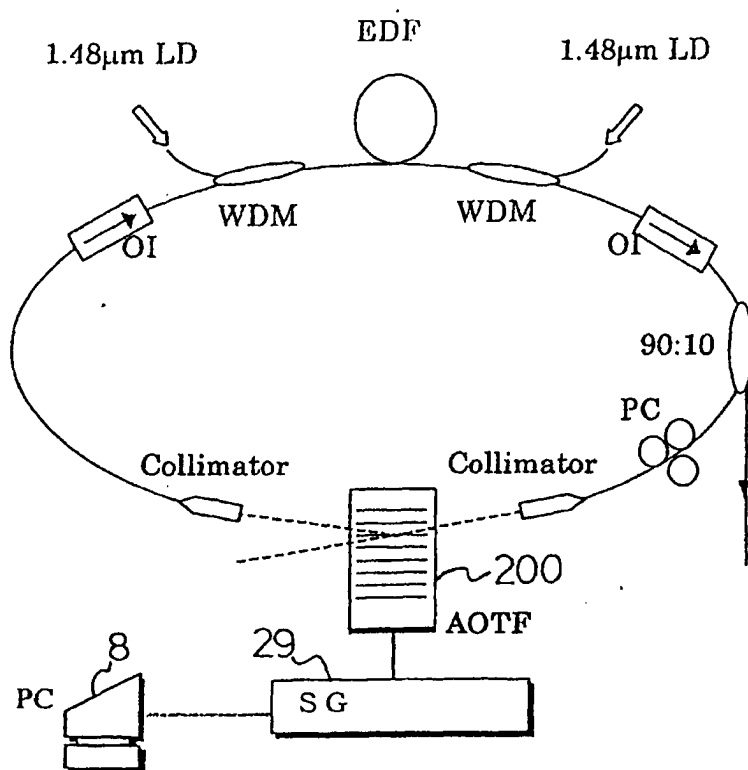 EDF
1.48μm LD
1.48μm LD
WDM
WDM
OI
OI
90:10
PC
Collimator
Collimator
200
AOTF
8
29
PC
SG